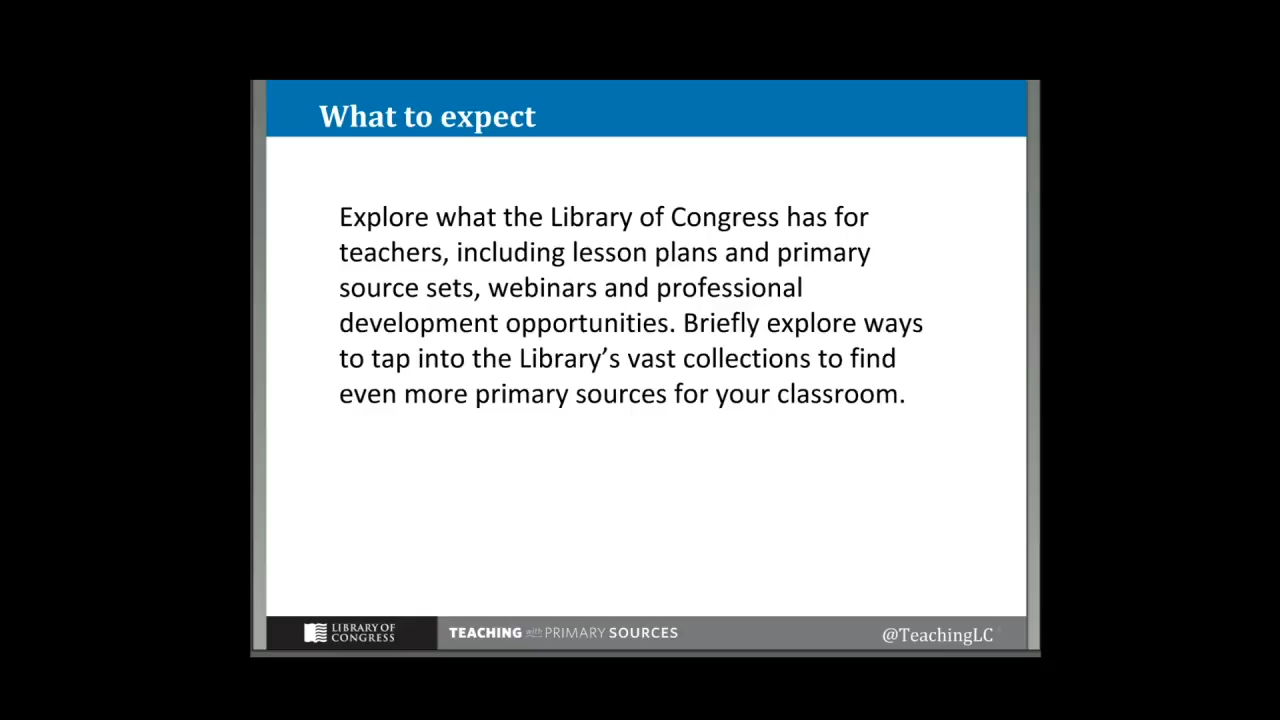 What to expect
Explore what the Library of Congress has for
teachers, including lesson plans and primary
source sets, webinars and professional
development opportunities. Briefly explore ways
to tap into the Library’s vast collections to find
even more primary sources for your classroom.
LIBRARY OF
CONGRESS
TEACHING with PRIMARY SOURCES
@TeachingLC